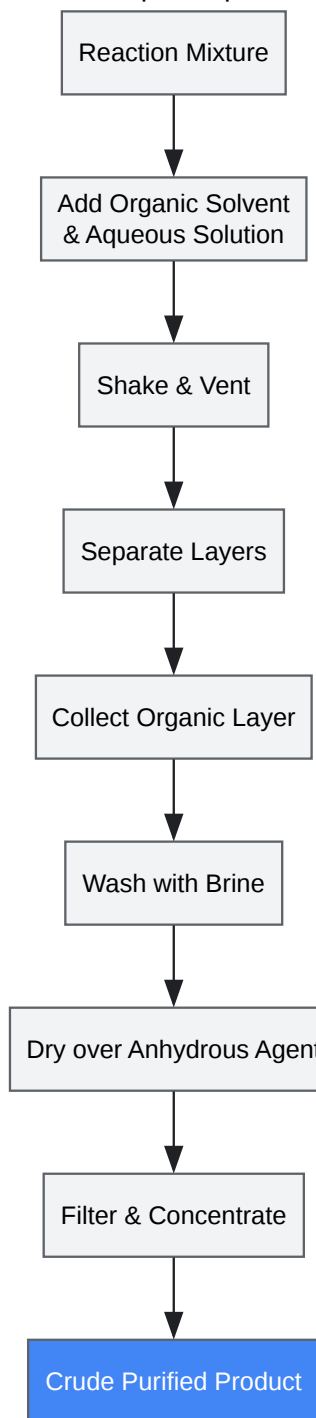 Reaction Mixture
Add Organic Solvent
& Aqueous Solution
Shake & Vent
Separate Layers
Collect Organic Layer
Wash with Brine
Dry over Anhydrous Agent
Filter & Concentrate
Crude Purified Product